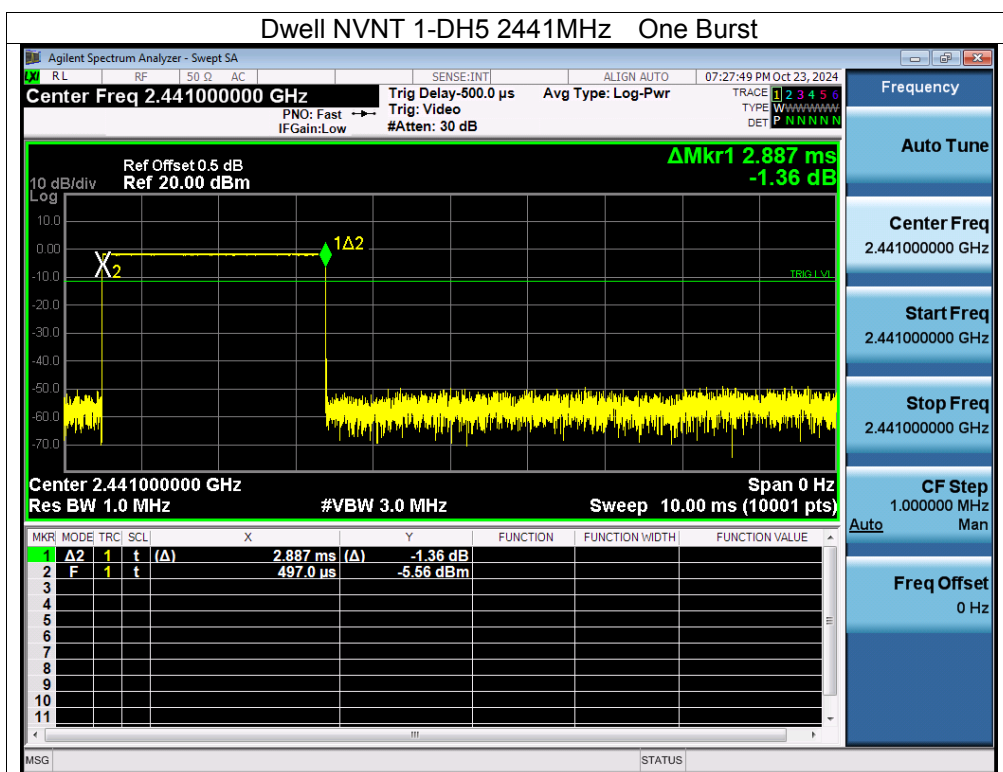 Dwell NVNT 1-DH5 2441MHz One Burst
Agilent Spectrum Analyzer - Swept SA
LXI RL RF 50 Ω AC SENSE:INT ALIGN AUTO 07:27:49 PM Oct 23, 2024
Center Freq 2.441000000 GHz
PNO: Fast
IFGain:Low
Trig Delay-500.0 µs
Trig: Video
#Atten: 30 dB
Avg Type: Log-Pwr
TRACE 1 2 3 4 5 6
TYPE WWWWWW
DET P N N N N N
ΔMkr1 2.887 ms
-1.36 dB
Ref Offset 0.5 dB
10 dB/div Ref 20.00 dBm
Log
10.0
0.00
-10.0
-20.0
-30.0
-40.0
-50.0
-60.0
-70.0
1Δ2
2
TRIG LVL
Center 2.441000000 GHz Span 0 Hz
Res BW 1.0 MHz #VBW 3.0 MHz Sweep 10.00 ms (10001 pts)
MKR MODE TRC SCL X Y FUNCTION FUNCTION WIDTH FUNCTION VALUE
1 Δ2 1 t (Δ) 2.887 ms (Δ) -1.36 dB
2 F 1 t 497.0 µs -5.56 dBm
3
4
5
6
7
8
9
10
11
MSG STATUS
Frequency
Auto Tune
Center Freq
2.441000000 GHz
Start Freq
2.441000000 GHz
Stop Freq
2.441000000 GHz
CF Step
1.000000 MHz
Auto Man
Freq Offset
0 Hz